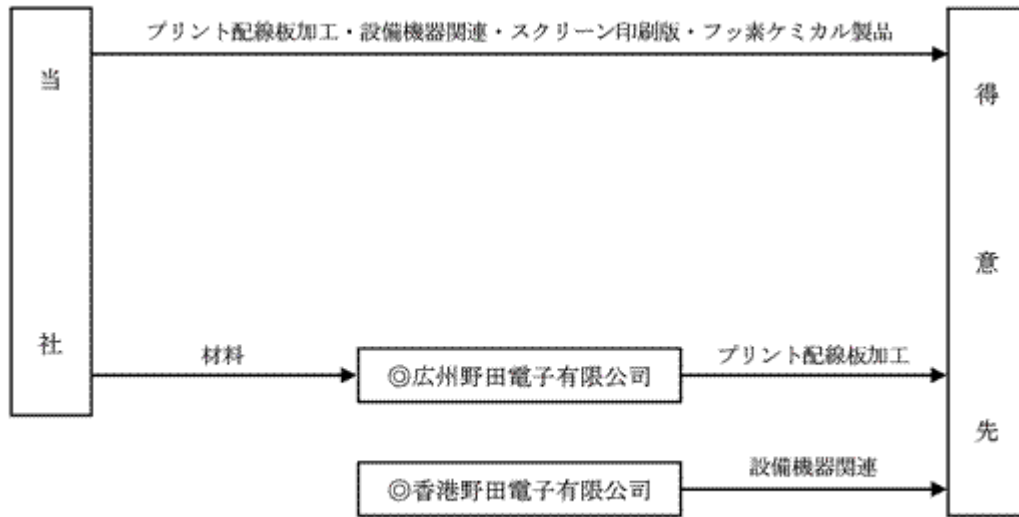 プリント配線板加工・設備機器関連・スクリーン印刷版・フッ素ケミカル製品
当社
得意先
材料
◎広州野田電子有限公司
プリント配線板加工
◎香港野田電子有限公司
設備機器関連